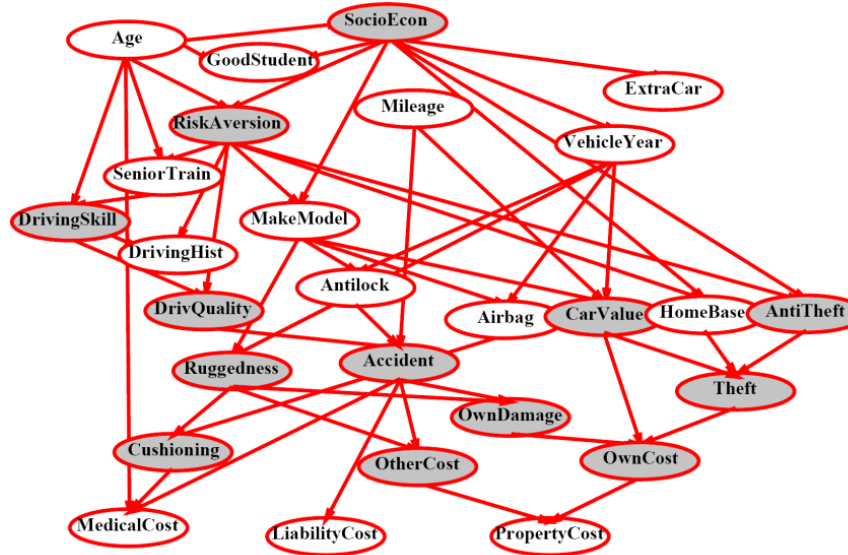 SocioEcon
Age
GoodStudent
ExtraCar
Mileage
RiskAversion
VehicleYear
SeniorTrain
DrivingSkill
MakeModel
DrivingHist
Antilock
DrivQuality
Airbag
CarValue
HomeBase
AntiTheft
Ruggedness
Accident
Theft
OwnDamage
Cushioning
OtherCost
OwnCost
MedicalCost
LiabilityCost
PropertyCost